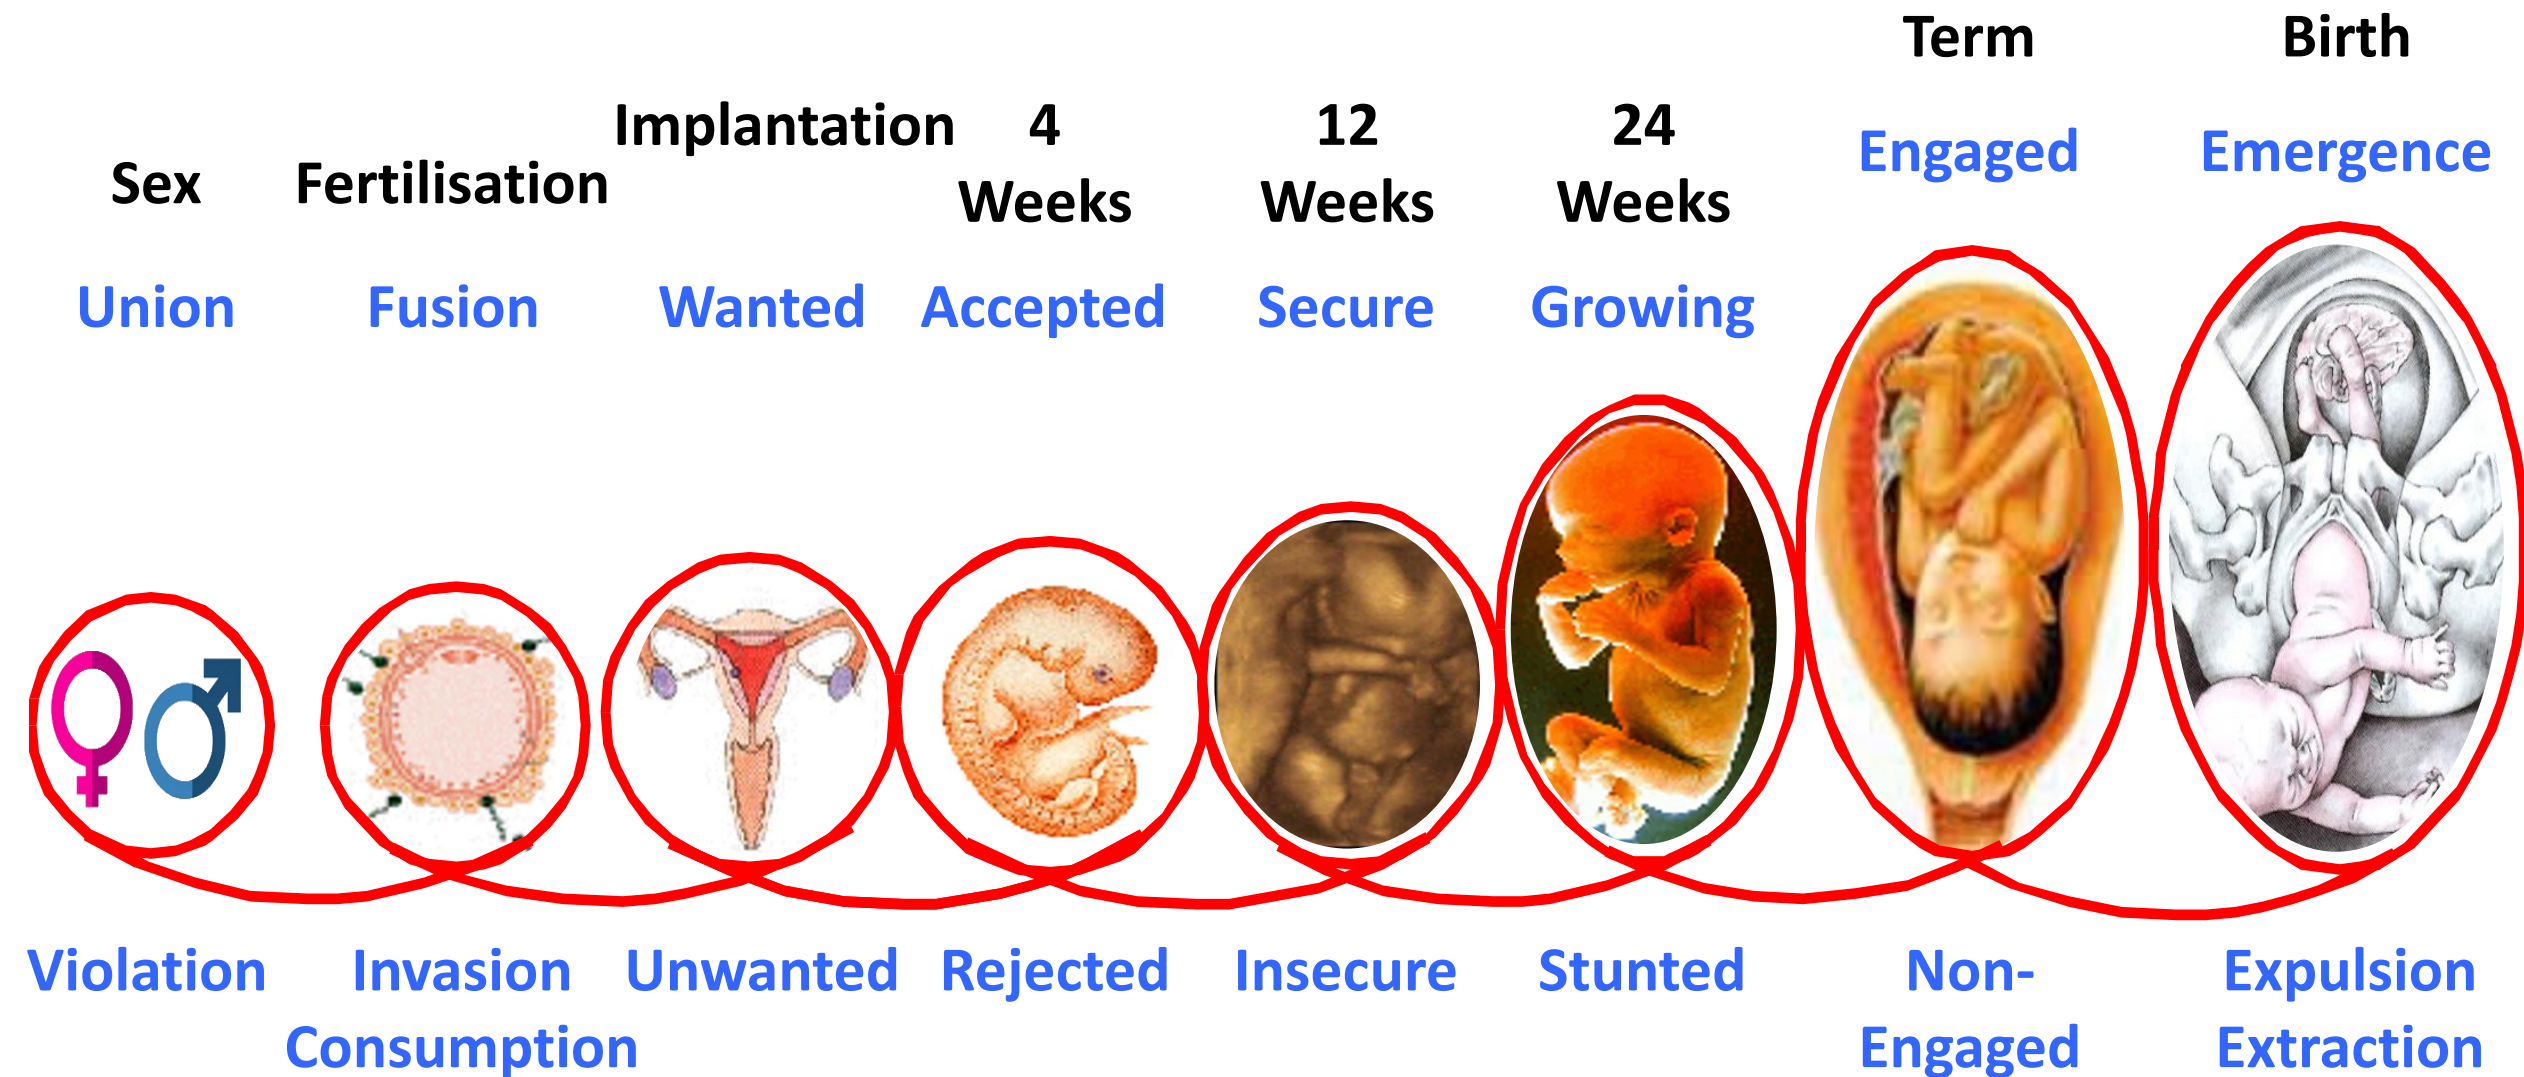 Sex
Union
Violation
Fertilisation
Fusion
Invasion
Consumption
Implantation
Wanted
Unwanted
4
Weeks
Accepted
Rejected
12
Weeks
Secure
Insecure
24
Weeks
Growing
Stunted
Term
Engaged
Non-
Engaged
Birth
Emergence
Expulsion
Extraction